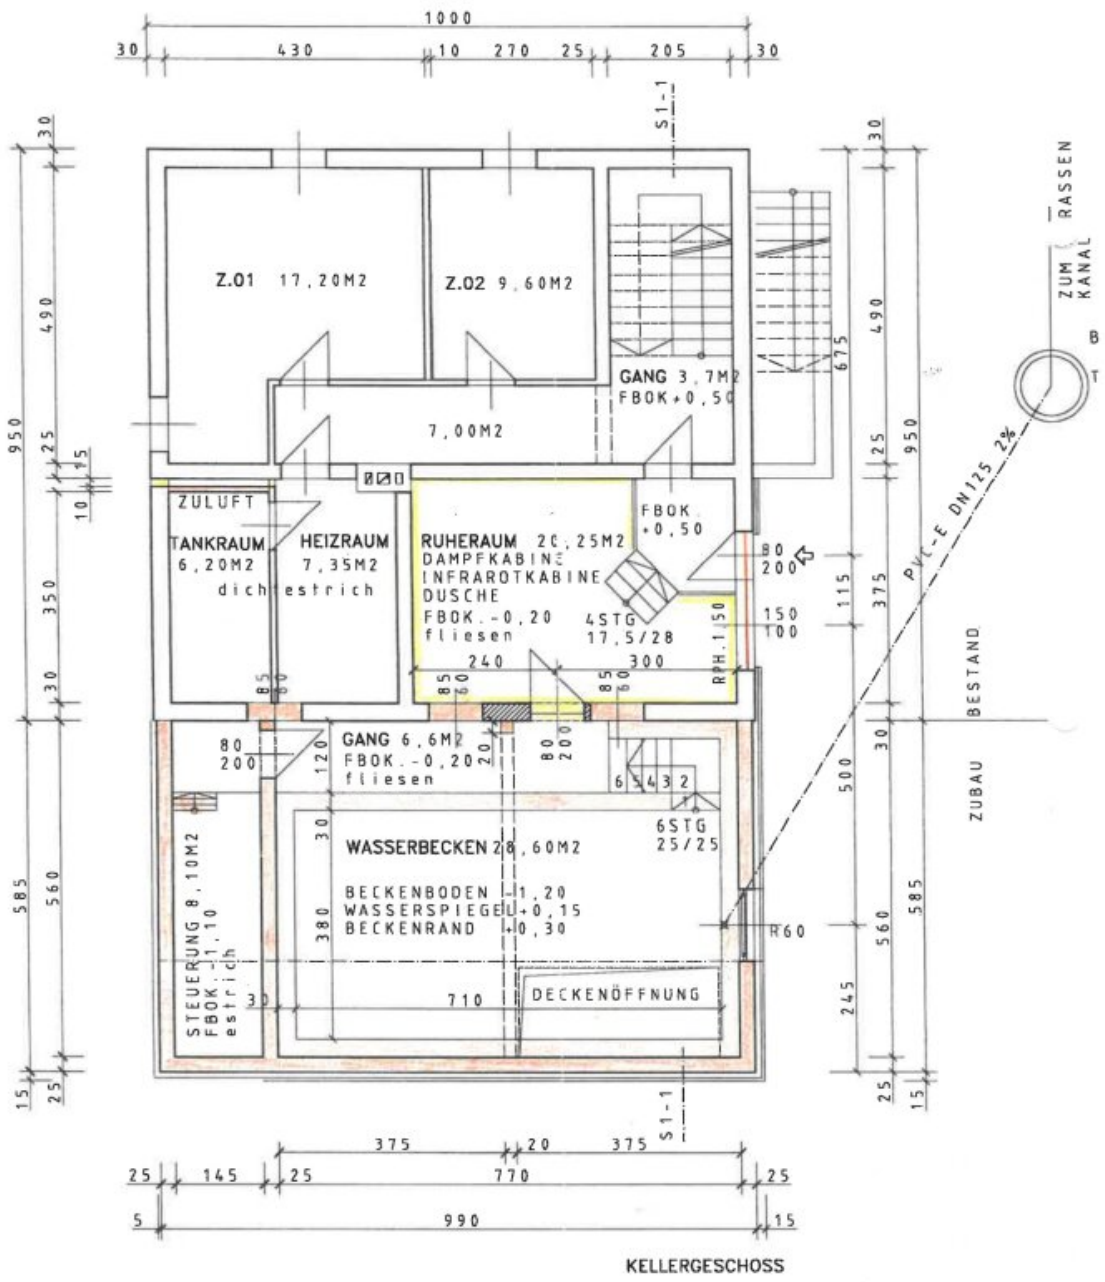 1000
30 430 10 270 25 205 30
S1-1
30
30
ZUM RASSEN
KANAL
Z.01 17,20M2
Z.02 9,60M2
490
675
490
B
T
GANG 3,7M2
FBOK+0,50
950
7,00M2
950
25
15
25
10
ZULUFT
TANKRAUM
6,20M2
HEIZRAUM
7,35M2
dichtestrich
RUHERAUM 20,25M2
DAMPFKABINE
INFRAROTKABINE
DUSCHE
FBOK.-0,20
fliesen
FBOK.
+0,50
80
200
4STG
17,5/28
150
100
RPH.1,50
PVC-E DN125 2%
350
115
375
240 300
85
60
85
60
30
30
BESTAND
ZUBAU
GANG 6,6M2
FBOK.-0,20
fliesen
80
200
120
20
80
200
6 5 4 3 2
6STG
25/25
500
30
WASSERBECKEN 28,60M2
BECKENBODEN -1,20
WASSERSPIEGEL+0,15
BECKENRAND +0,30
380
STEUERUNG 8,10M2
FBOK.-1,10
estrich
585
560
R60
560
585
30 710
DECKENÖFFNUNG
245
15
25
25
15
S1-1
375 20 375
25 145 25 770 25
5 990 15
KELLERGESCHOSS